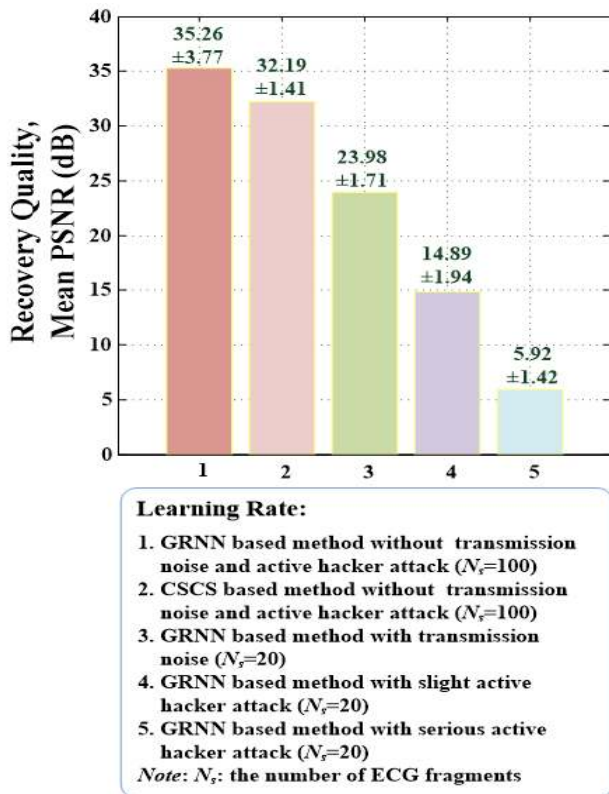 Recovery Quality,
Mean PSNR (dB)
40
35
30
25
20
15
10
5
0
35.26
±3.77
32.19
±1.41
23.98
±1.71
14.89
±1.94
5.92
±1.42
1 2 3 4 5
Learning Rate:
1. GRNN based method without transmission
noise and active hacker attack (Ns=100)
2. CSCS based method without transmission
noise and active hacker attack (Ns=100)
3. GRNN based method with transmission
noise (Ns=20)
4. GRNN based method with slight active
hacker attack (Ns=20)
5. GRNN based method with serious active
hacker attack (Ns=20)
Note: Ns: the number of ECG fragments